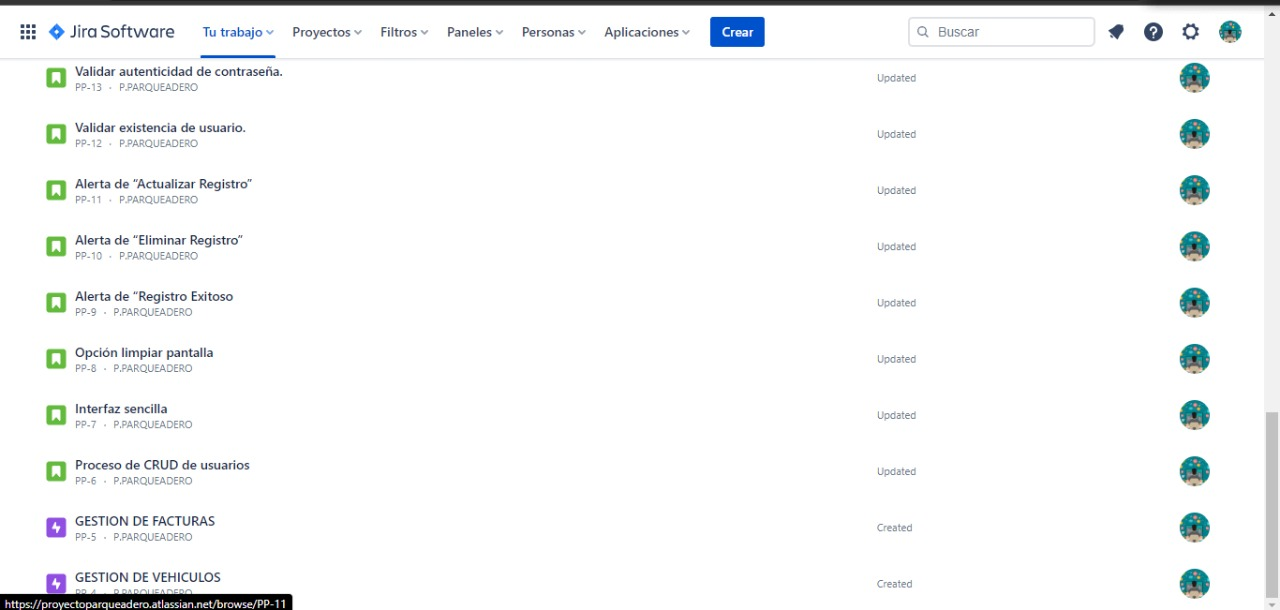 Jira Software
Tu trabajo
Proyectos
Filtros
Paneles
Personas
Aplicaciones
Crear
Buscar
Validar autenticidad de contraseña.
PP-13 · P.PARQUEADERO
Updated
Validar existencia de usuario.
PP-12 · P.PARQUEADERO
Updated
Alerta de “Actualizar Registro”
PP-11 · P.PARQUEADERO
Updated
Alerta de “Eliminar Registro”
PP-10 · P.PARQUEADERO
Updated
Alerta de “Registro Exitoso
PP-9 · P.PARQUEADERO
Updated
Opción limpiar pantalla
PP-8 · P.PARQUEADERO
Updated
Interfaz sencilla
PP-7 · P.PARQUEADERO
Updated
Proceso de CRUD de usuarios
PP-6 · P.PARQUEADERO
Updated
GESTION DE FACTURAS
PP-5 · P.PARQUEADERO
Created
GESTION DE VEHICULOS
PP-4 · P.PARQUEADERO
Created
https://proyectoparqueadero.atlassian.net/browse/PP-11